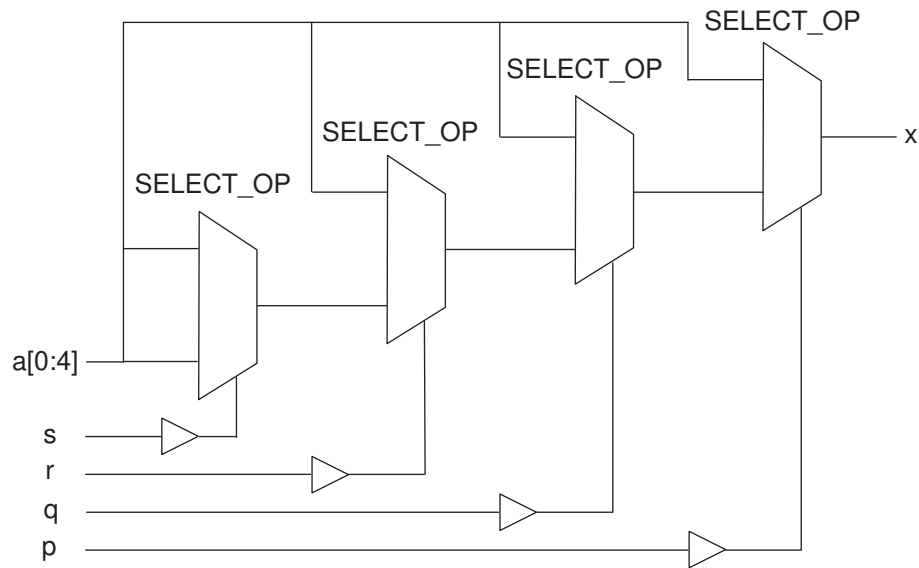 SELECT_OP
SELECT_OP
SELECT_OP
SELECT_OP
x
a[0:4]
s
r
q
p